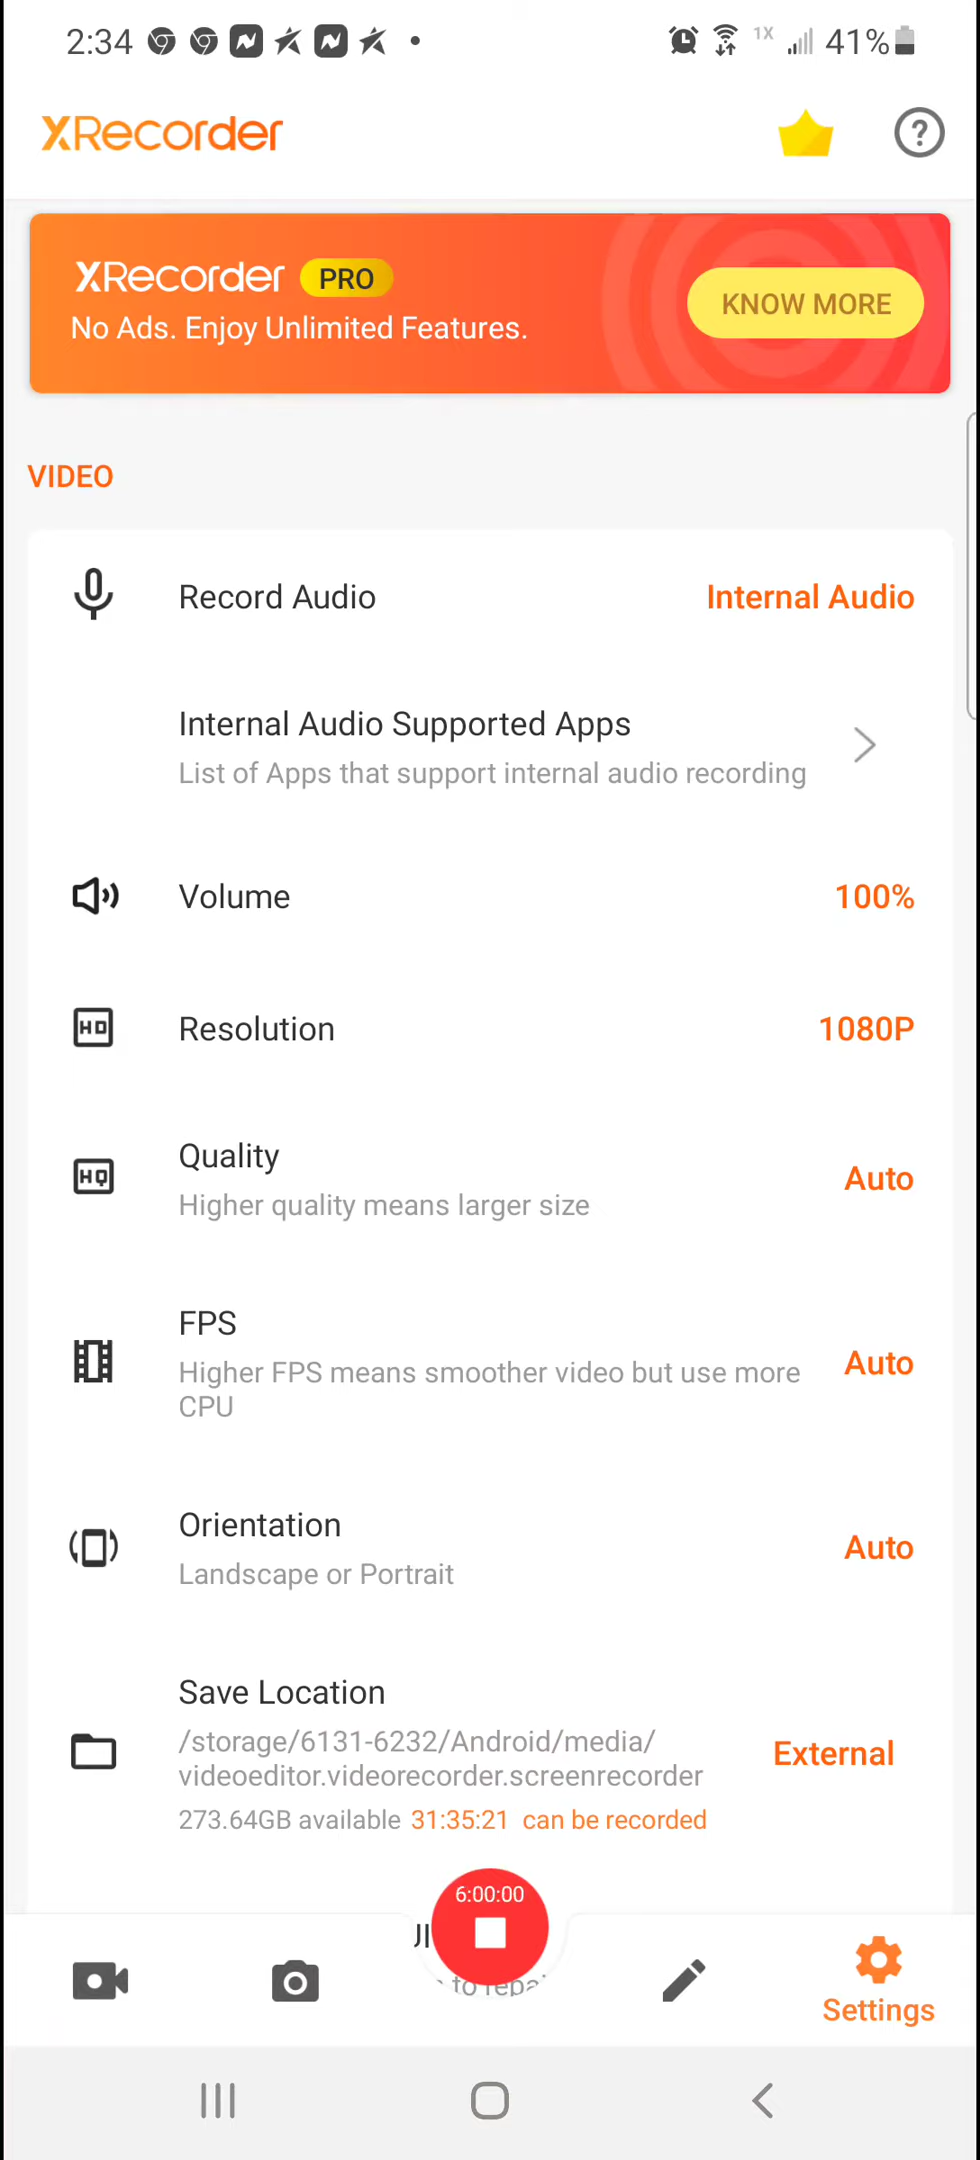 2:34
1X
41%
XRecorder
XRecorder PRO
No Ads. Enjoy Unlimited Features.
KNOW MORE
VIDEO
Record Audio
Internal Audio
Internal Audio Supported Apps
List of Apps that support internal audio recording
Volume
100%
HD
Resolution
1080P
HQ
Quality
Higher quality means larger size
Auto
FPS
Higher FPS means smoother video but use more
CPU
Auto
Orientation
Landscape or Portrait
Auto
Save Location
/storage/6131-6232/Android/media/
videoeditor.videorecorder.screenrecorder
External
273.64GB available 31:35:21 can be recorded
6:00:00
Settings